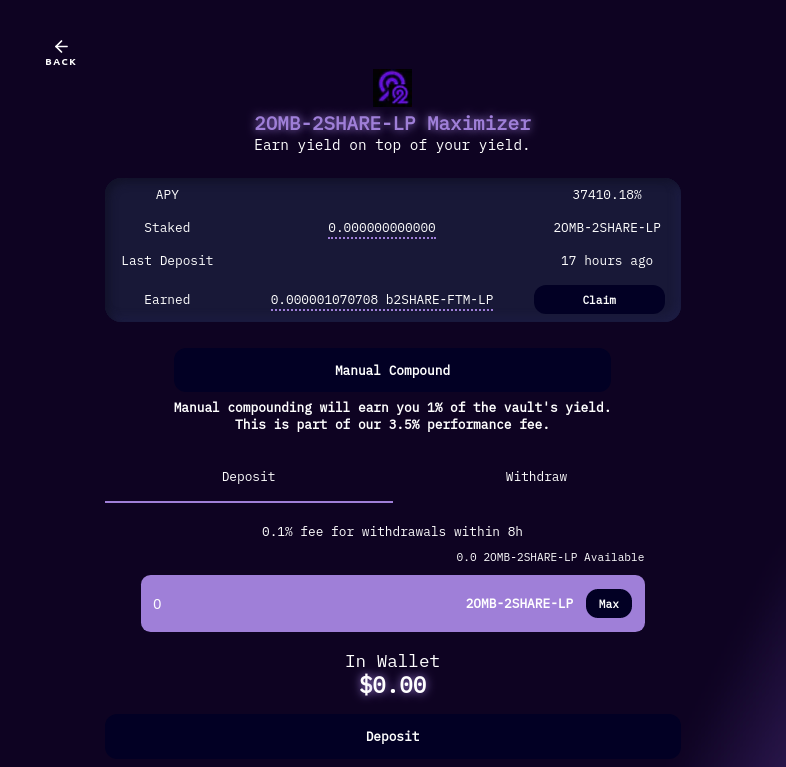 BACK
2OMB-2SHARE-LP Maximizer
Earn yield on top of your yield.
APY 37410.18%
Staked 0.000000000000 2OMB-2SHARE-LP
Last Deposit 17 hours ago
Earned 0.000001070708 b2SHARE-FTM-LP Claim
Manual Compound
Manual compounding will earn you 1% of the vault's yield.
This is part of our 3.5% performance fee.
Deposit Withdraw
0.1% fee for withdrawals within 8h
0.0 2OMB-2SHARE-LP Available
0 2OMB-2SHARE-LP Max
In Wallet
$0.00
Deposit